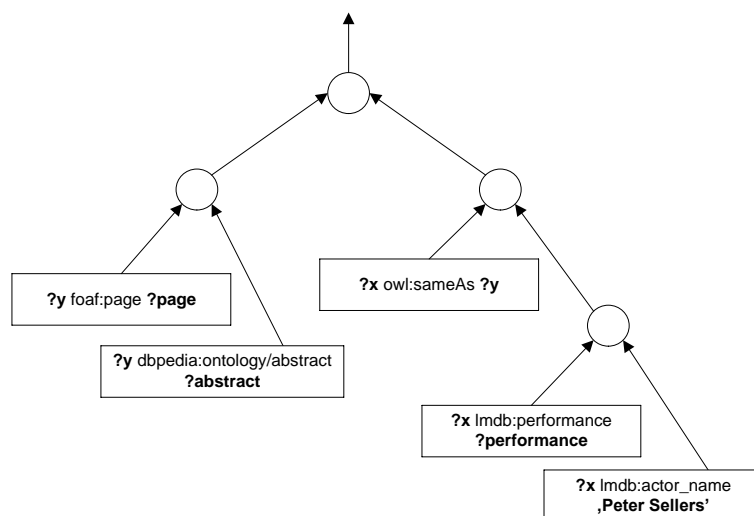 ?y foaf:page ?page
?y dbpedia:ontology/abstract
?abstract
?x owl:sameAs ?y
?x lmdb:performance
?performance
?x lmdb:actor_name
‚Peter Sellers’